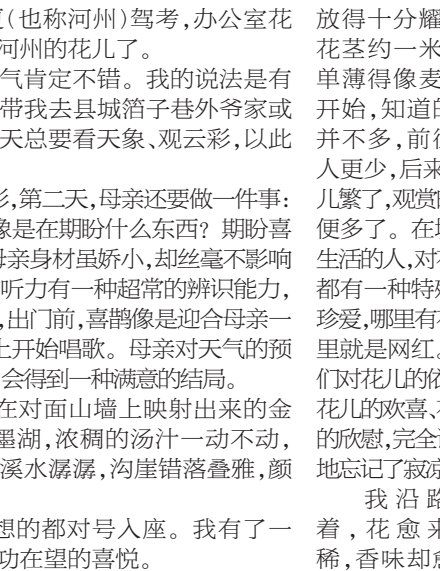 (也称河州)驾考,办公室花
河州的花儿了。
气肯定不错。我的说法是有
带我去县城箔子巷外爷家或
天总要看天象、观云彩,以此
,第二天,母亲还要做一件事:
像是在期盼什么东西?期盼喜
母亲身材虽娇小,却丝毫不影响
听力有一种超常的辨识能力,
,出门前,喜鹊像是迎合母亲一
上开始唱歌。母亲对天气的预
会得到一种满意的结局。
在对面山墙上映射出来的金
墨湖,浓稠的汤汁一动不动,
溪水潺潺,沟崖错落叠雅,颜
想的都对号入座。我有了一
功在望的喜悦。
放得十分耀
花茎约一米
单薄得像麦
开始,知道的
并不多,前往
人更少,后来
儿繁了,观赏
便多了。在
生活的人,对
都有一种特殊
珍爱,哪里有
里就是网红。
们对花儿的依
花儿的欢喜、
的欣慰,完全
地忘记了寂凉
我沿路
着,花愈来
稀,香味却愈